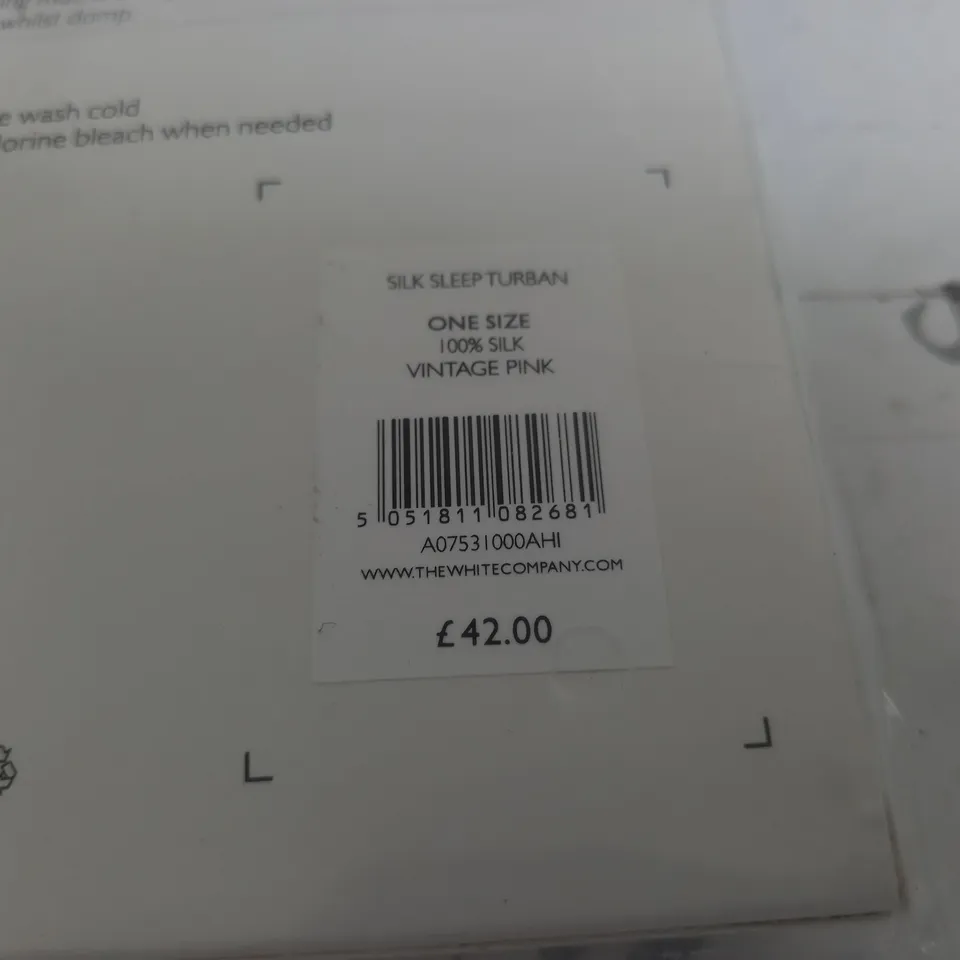 whilst damp
e wash cold
lorine bleach when needed
SILK SLEEP TURBAN
ONE SIZE
100% SILK
VINTAGE PINK
5 051811 082681
A07531000AHI
WWW.THEWHITECOMPANY.COM
£42.00